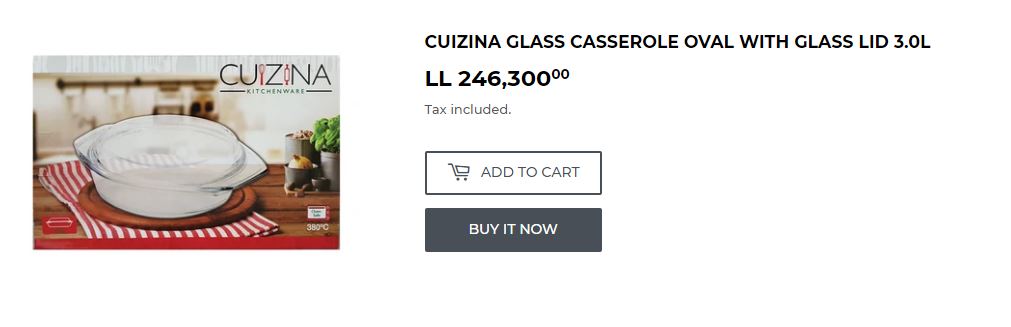 CUIZINA GLASS CASSEROLE OVAL WITH GLASS LID 3.0L
LL 246,300⁰⁰
Tax included.
ADD TO CART
BUY IT NOW
CUIZINA
KITCHENWARE
380°C